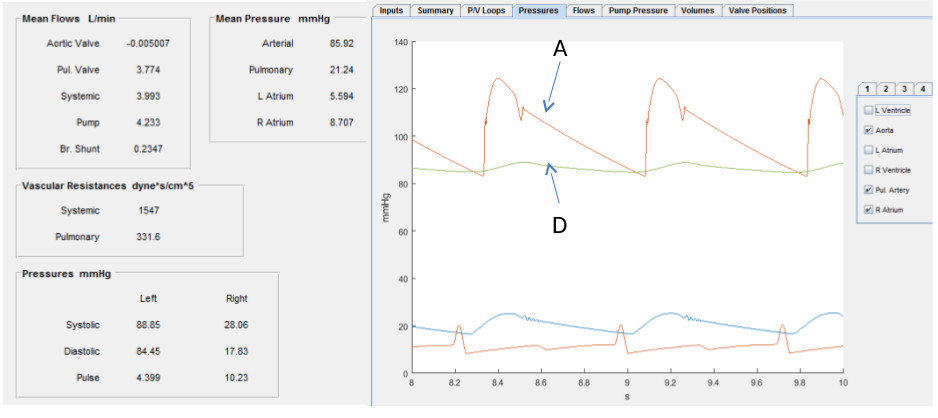 Mean Flows L/min
Aortic Valve -0.005007
Pul. Valve 3.774
Systemic 3.993
Pump 4.233
Br. Shunt 0.2347
Mean Pressure mmHg
Arterial 85.92
Pulmonary 21.24
L Atrium 5.594
R Atrium 8.707
Vascular Resistances dyne*s/cm^5
Systemic 1547
Pulmonary 331.6
Pressures mmHg
Left Right
Systolic 88.85 28.06
Diastolic 84.45 17.83
Pulse 4.399 10.23
Inputs Summary P/V Loops Pressures Flows Pump Pressure Volumes Valve Positions
140
120
100
80
60
40
20
0
mmHg
A
D
8 8.2 8.4 8.6 8.8 9 9.2 9.4 9.6 9.8 10
s
1 2 3 4
L Ventricle
Aorta
L Atrium
R Ventricle
Pul. Artery
R Atrium